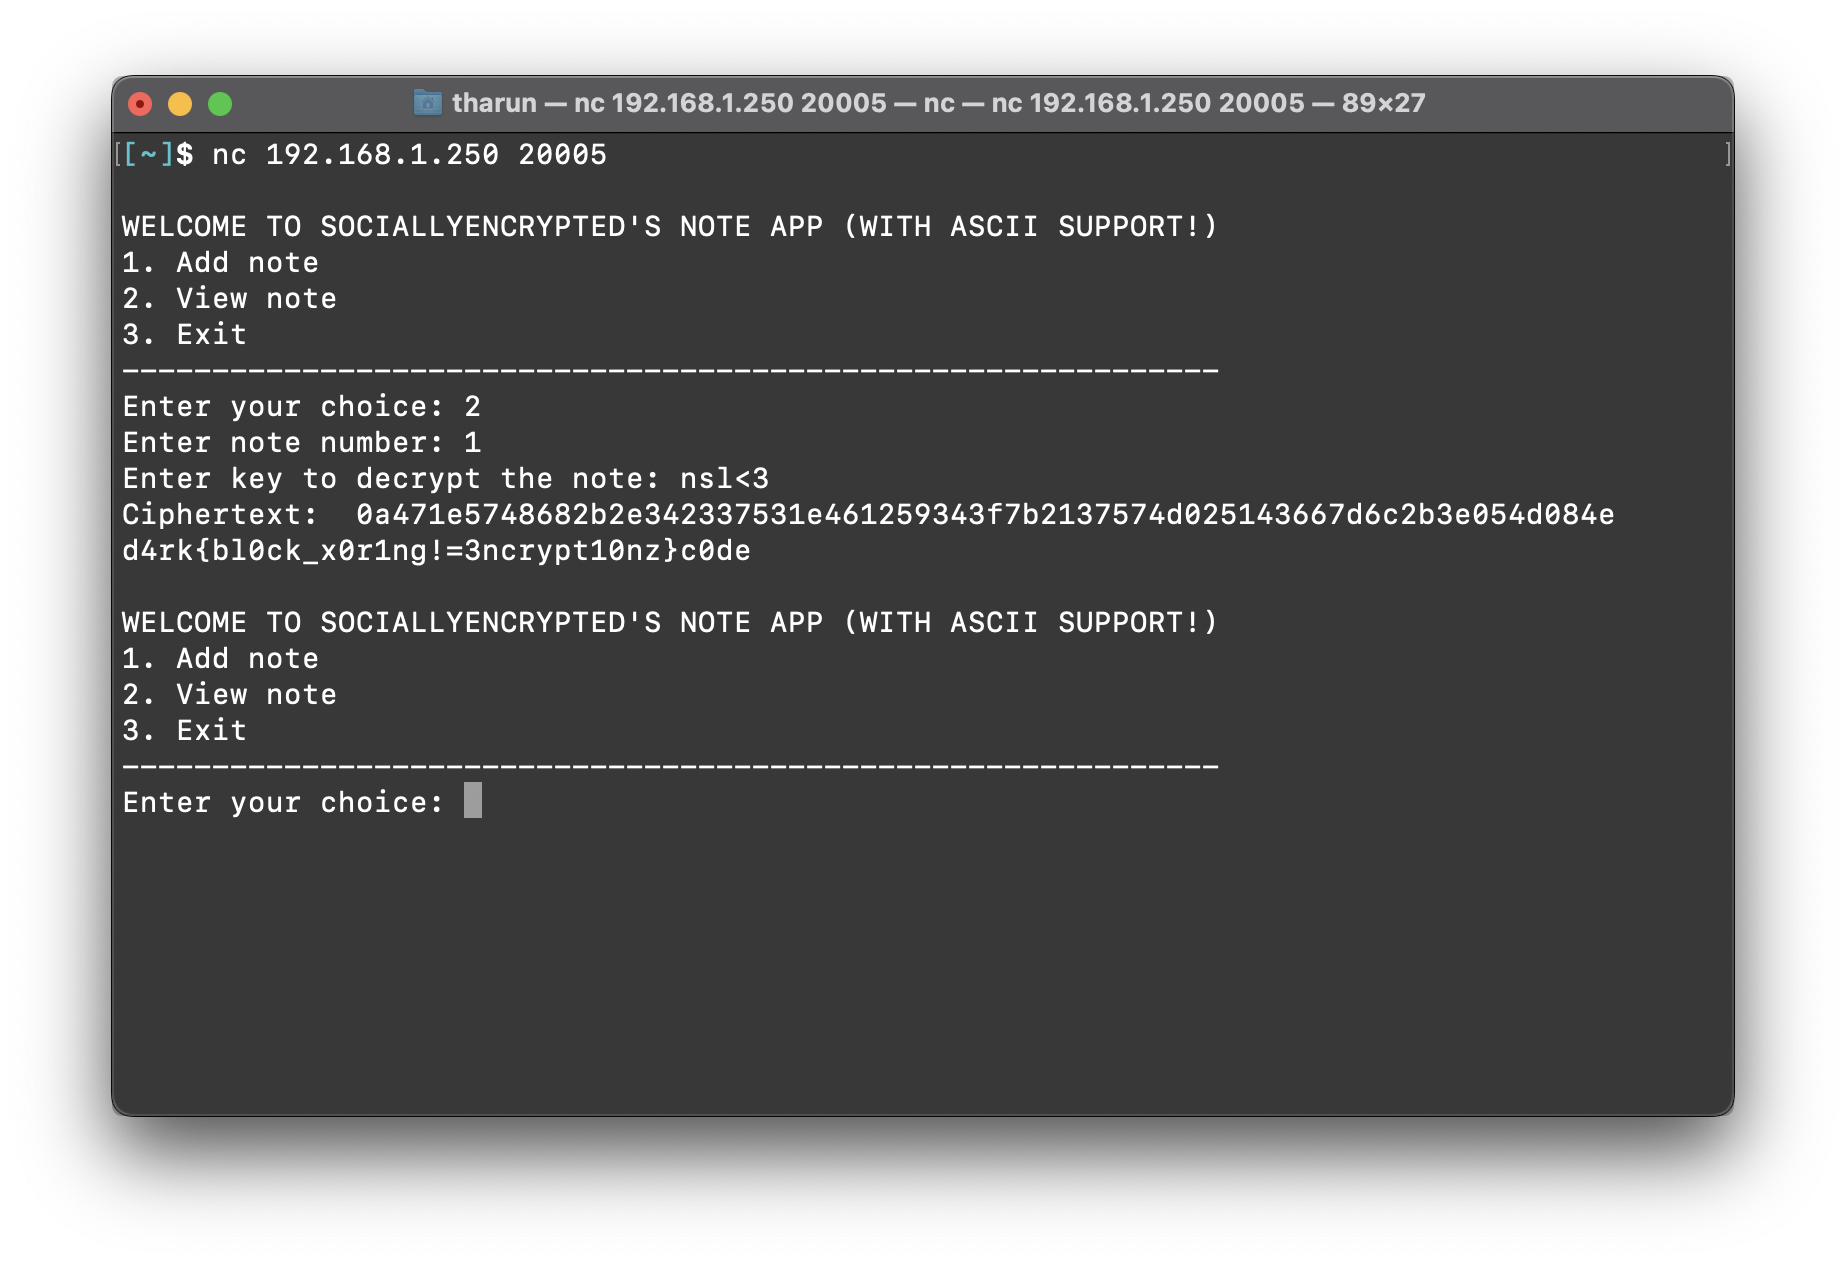 tharun — nc 192.168.1.250 20005 — nc — nc 192.168.1.250 20005 — 89×27
[[~]$ nc 192.168.1.250 20005 ]
WELCOME TO SOCIALLYENCRYPTED'S NOTE APP (WITH ASCII SUPPORT!)
1. Add note
2. View note
3. Exit
-------------------------------------------------------------
Enter your choice: 2
Enter note number: 1
Enter key to decrypt the note: nsl<3
Ciphertext:  0a471e5748682b2e342337531e461259343f7b2137574d025143667d6c2b3e054d084e
d4rk{bl0ck_x0r1ng!=3ncrypt10nz}c0de
WELCOME TO SOCIALLYENCRYPTED'S NOTE APP (WITH ASCII SUPPORT!)
1. Add note
2. View note
3. Exit
-------------------------------------------------------------
Enter your choice: